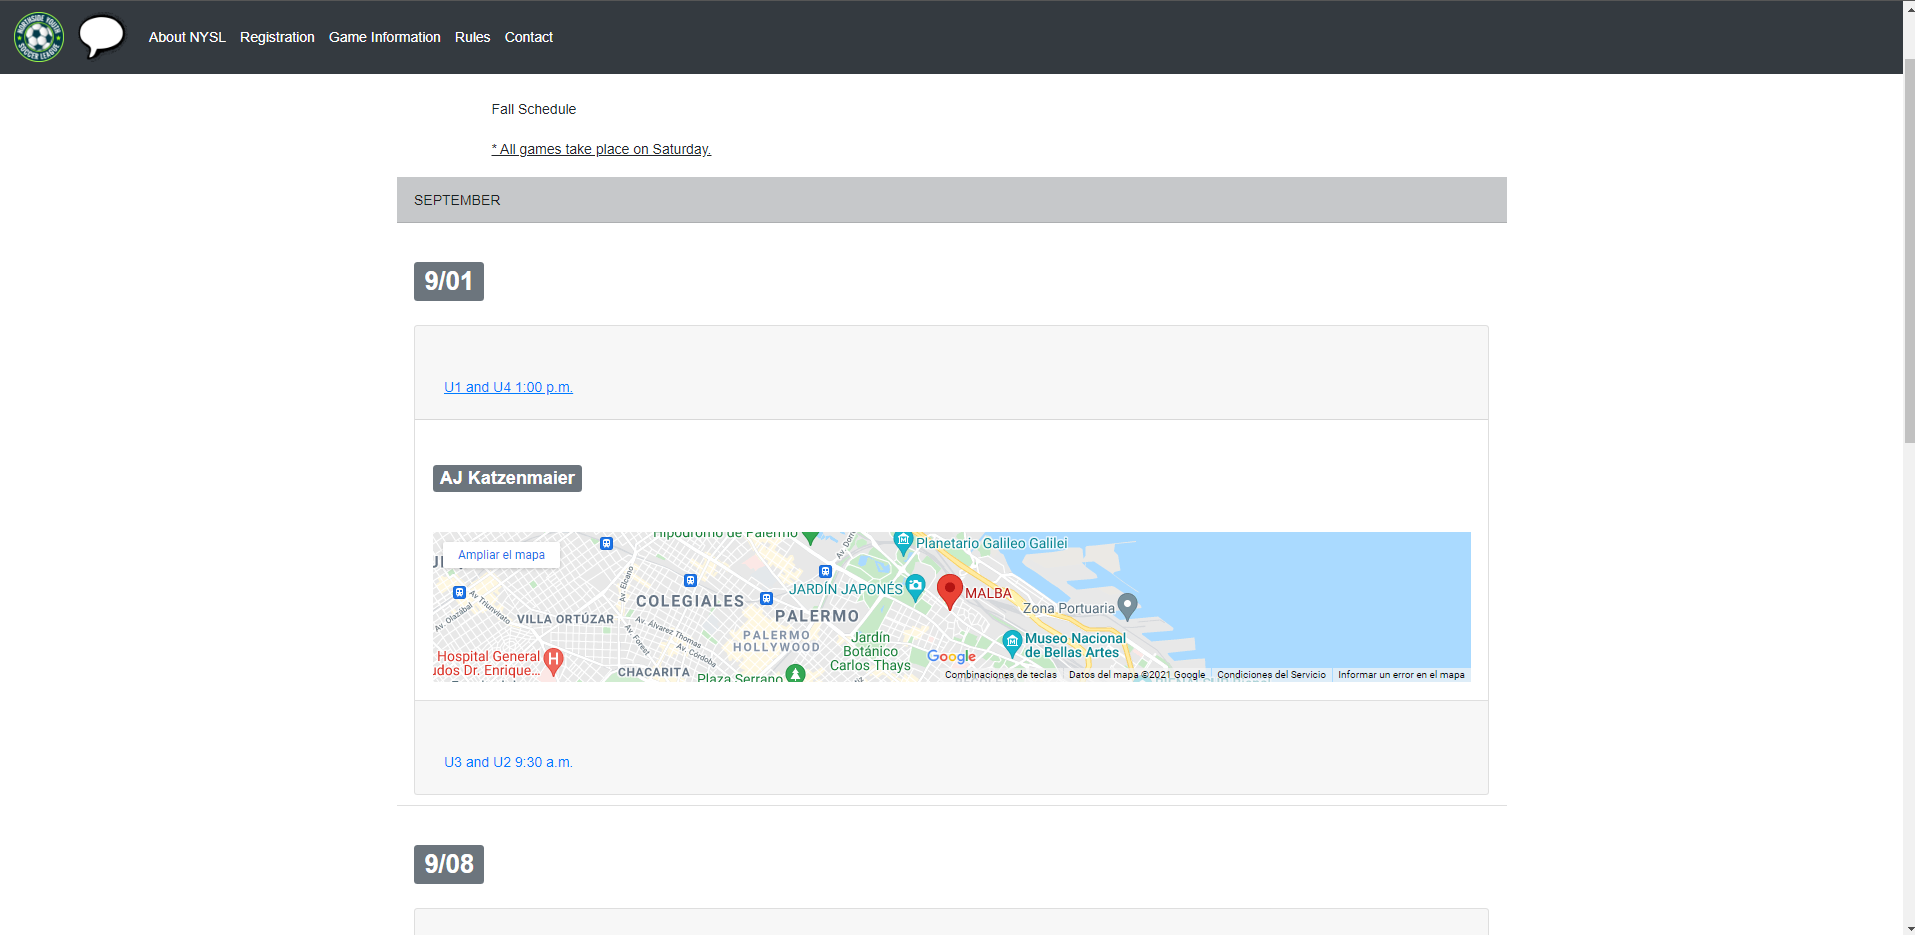 NORTHSIDE YOUTH
SOCCER LEAGUE
About NYSL Registration Game Information Rules Contact
Fall Schedule
* All games take place on Saturday.
SEPTEMBER
9/01
U1 and U4 1:00 p.m.
AJ Katzenmaier
Ampliar el mapa
Hipódromo de Palermo
Planetario Galileo Galilei
Av. Elcano
JARDÍN JAPONÉS
MALBA
Av. Triunvirato
Av. Olazábal
COLEGIALES
PALERMO
Zona Portuaria
VILLA ORTÚZAR
Av. Forest
Av. Álvarez Thomas
Av. Córdoba
PALERMO
HOLLYWOOD
Jardín
Botánico
Carlos Thays
Museo Nacional
de Bellas Artes
Hospital General
udos Dr. Enrique...
CHACARITA
Plaza Serrano
Google
Combinaciones de teclas Datos del mapa ©2021 Google Condiciones del Servicio Informar un error en el mapa
U3 and U2 9:30 a.m.
9/08